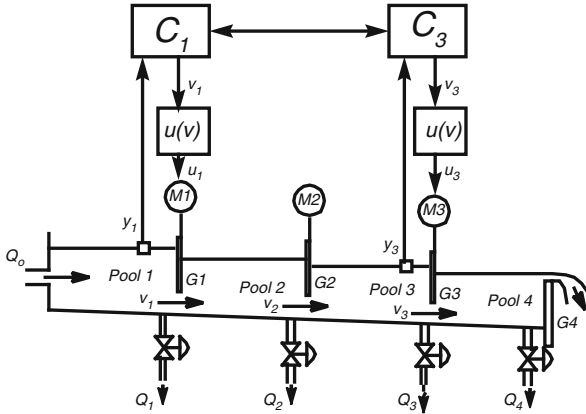 C1
C3
v1
v3
u(v)
u(v)
u1
u3
M1
M2
M3
y1
y3
Qo
Pool 1
G1
Pool 2
G2
Pool 3
G3
Pool 4
G4
v1
v2
v3
Q1
Q2
Q3
Q4